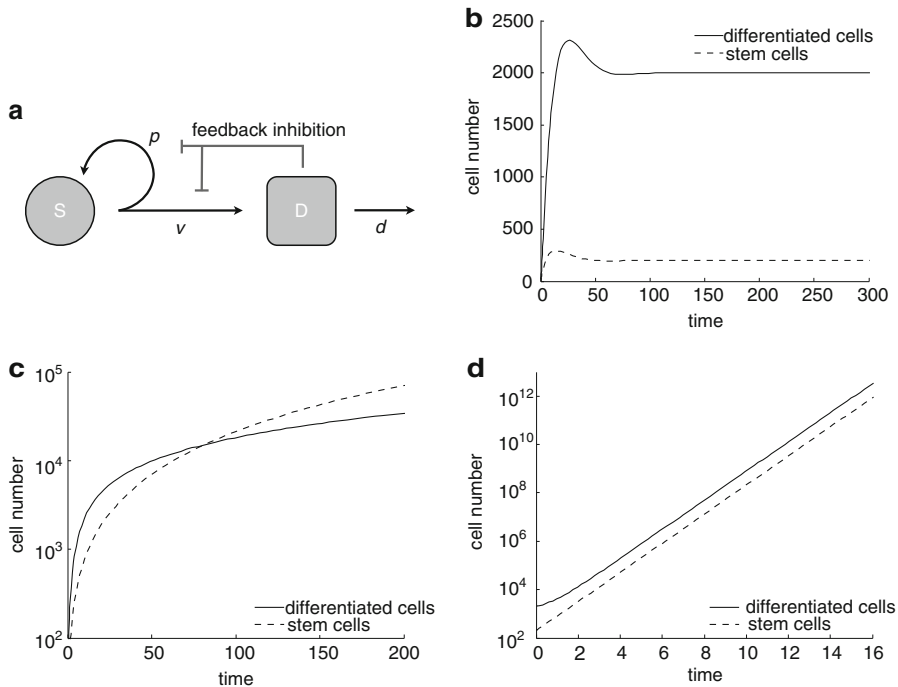 a
feedback inhibition
p
S
D
v
d
b
2500
2000
1500
1000
500
0
cell number
differentiated cells
stem cells
0 50 100 150 200 250 300
time
c
10^5
10^4
10^3
10^2
cell number
differentiated cells
stem cells
0 50 100 150 200
time
d
10^12
10^10
10^8
10^6
10^4
10^2
cell number
differentiated cells
stem cells
0 2 4 6 8 10 12 14 16
time